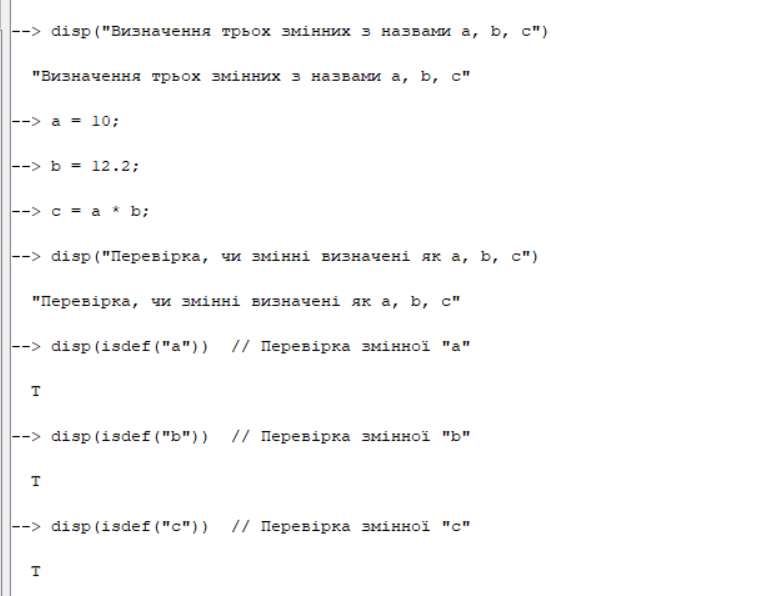 --> disp("Визначення трьох змінних з назвами a, b, c")
"Визначення трьох змінних з назвами a, b, c"
--> a = 10;
--> b = 12.2;
--> c = a * b;
--> disp("Перевірка, чи змінні визначені як a, b, c")
"Перевірка, чи змінні визначені як a, b, c"
--> disp(isdef("a"))  // Перевірка змінної "a"
T
--> disp(isdef("b"))  // Перевірка змінної "b"
T
--> disp(isdef("c"))  // Перевірка змінної "c"
T